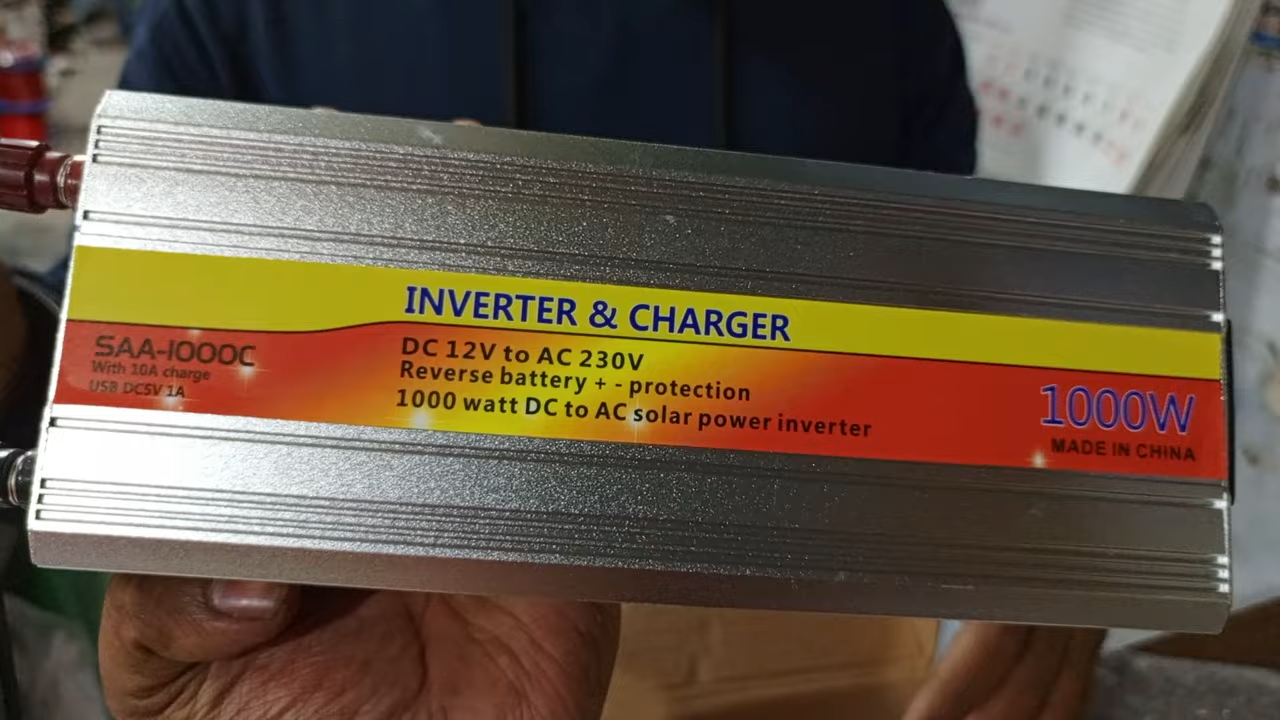 INVERTER & CHARGER
SAA-1000C
With 10A charge
USB DC5V 1A
DC 12V to AC 230V
Reverse battery + - protection
1000 watt DC to AC solar power inverter
1000W
MADE IN CHINA